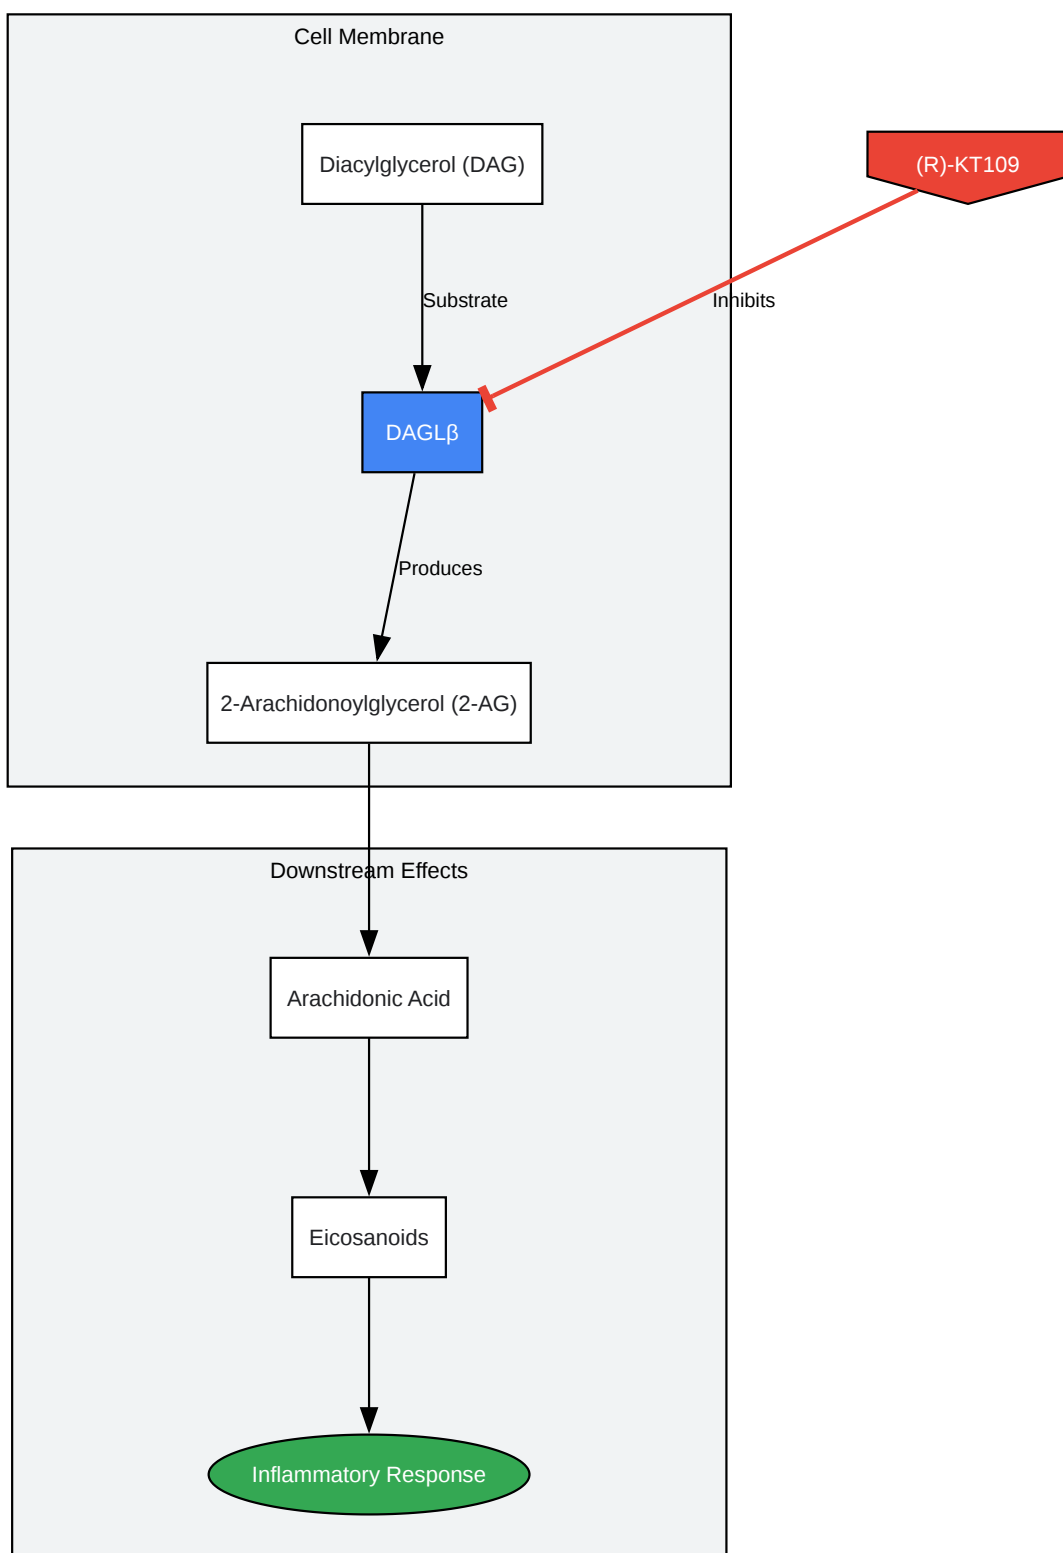 Cell Membrane
Diacylglycerol (DAG)
(R)-KT109
Substrate
Inhibits
DAGLβ
Produces
2-Arachidonoylglycerol (2-AG)
Downstream Effects
Arachidonic Acid
Eicosanoids
Inflammatory Response